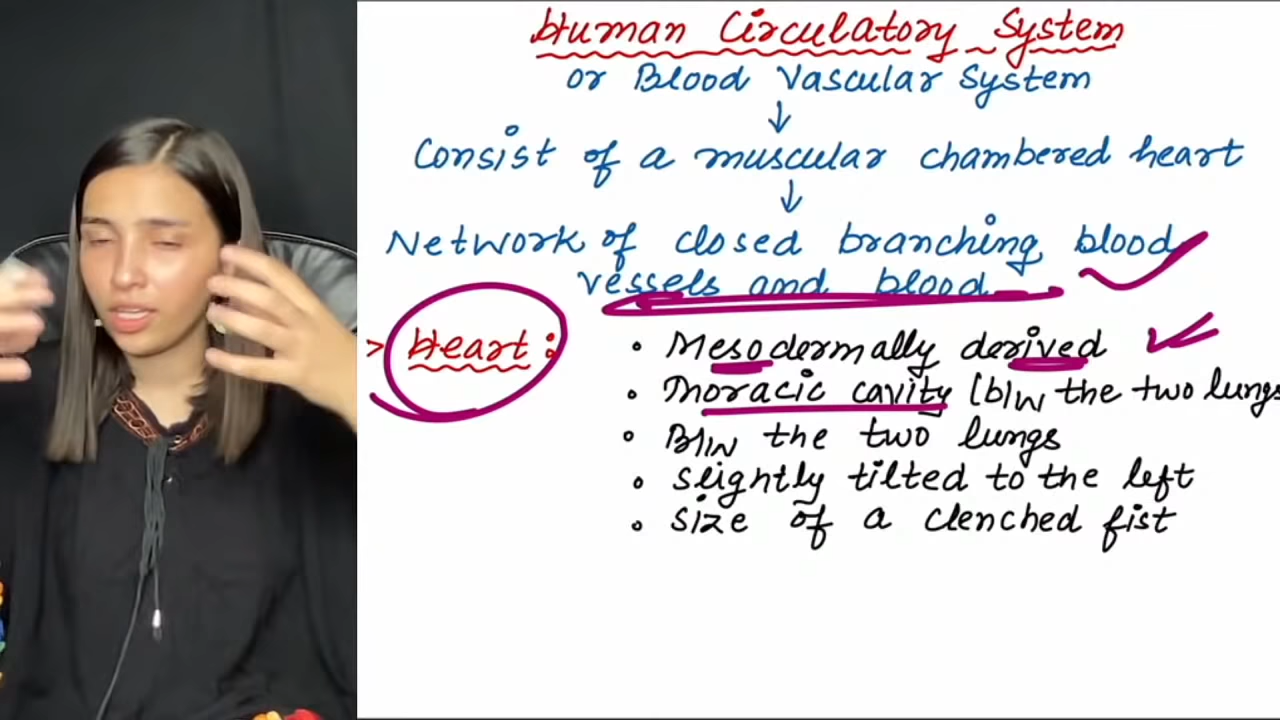 Human Circulatory System
or Blood Vascular System
↓
Consist of a muscular chambered heart
↓
Network of closed branching blood
vessels and blood
> Heart :
• Mesodermally derived
• Thoracic cavity (b/w the two lungs
• B/w the two lungs
• Slightly tilted to the left
• Size of a clenched fist